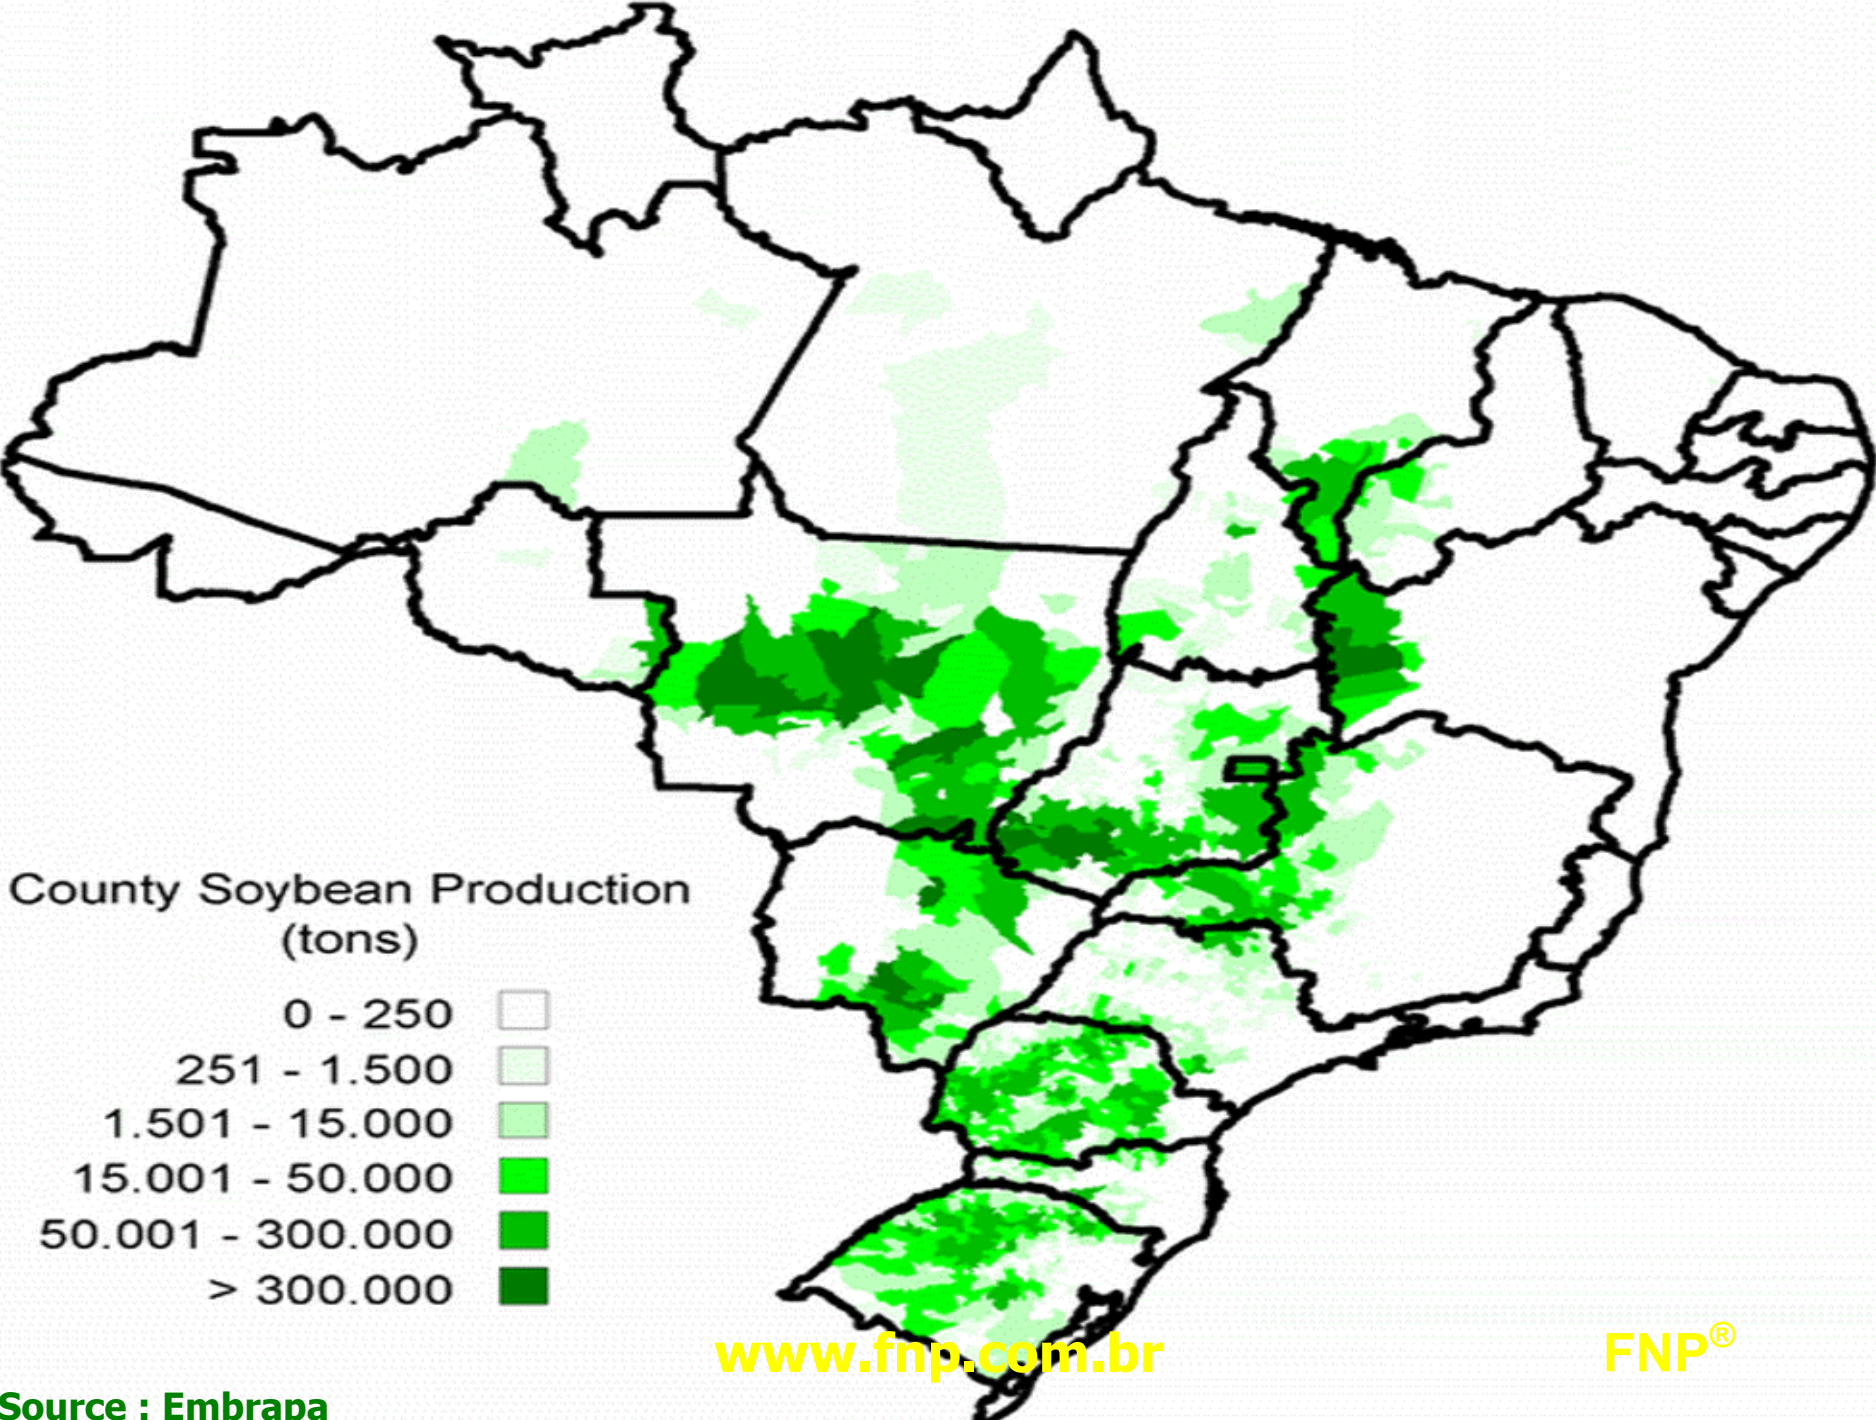 County Soybean Production
(tons)
0 - 250
251 - 1.500
1.501 - 15.000
15.001 - 50.000
50.001 - 300.000
> 300.000
www.fnp.com.br
FNP®
Source : Embrapa